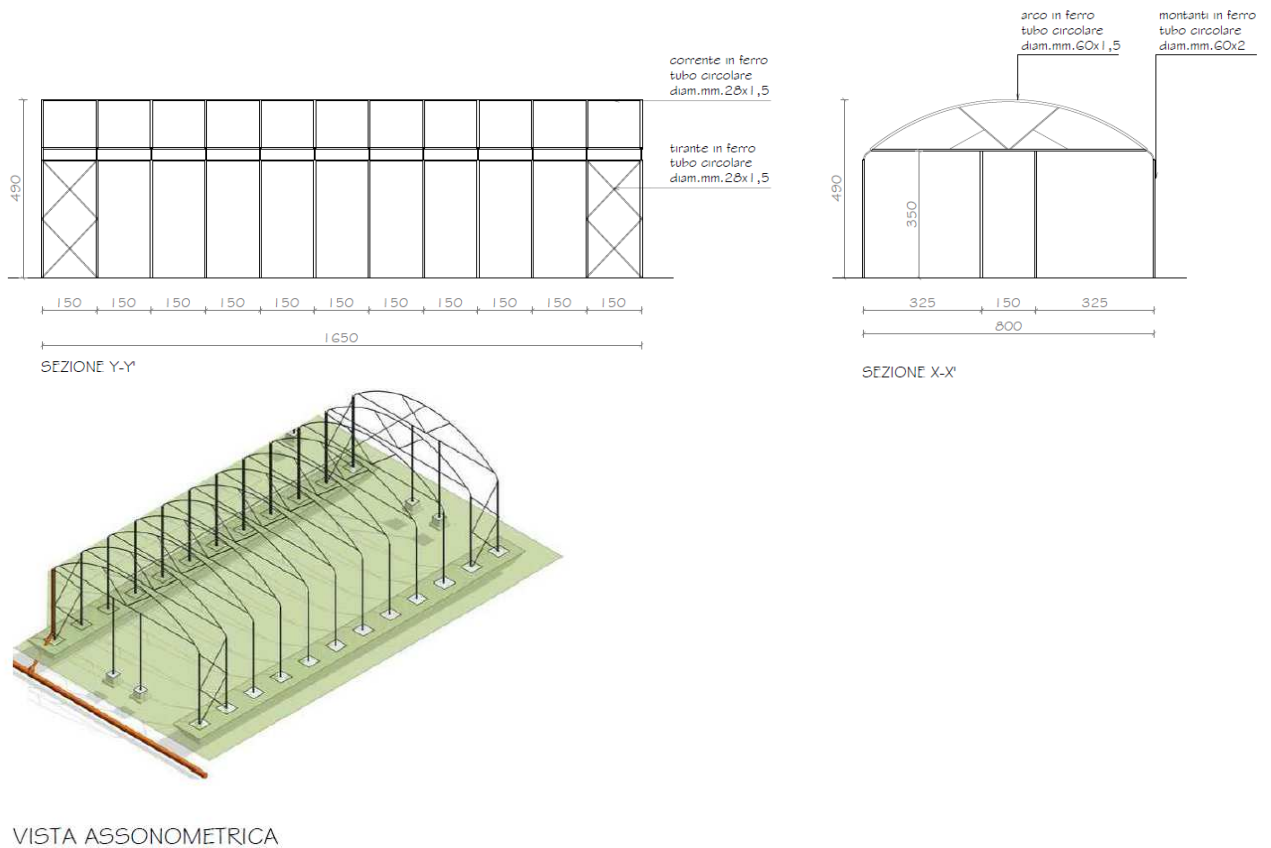 corrente in ferro
tubo circolare
diam.mm.28x1,5
tirante in ferro
tubo circolare
diam.mm.28x1,5
490
150 150 150 150 150 150 150 150 150 150 150
1650
SEZIONE Y-Y'
arco in ferro
tubo circolare
diam.mm.60x1,5
montanti in ferro
tubo circolare
diam.mm.60x2
490
350
325 150 325
800
SEZIONE X-X'
VISTA ASSONOMETRICA